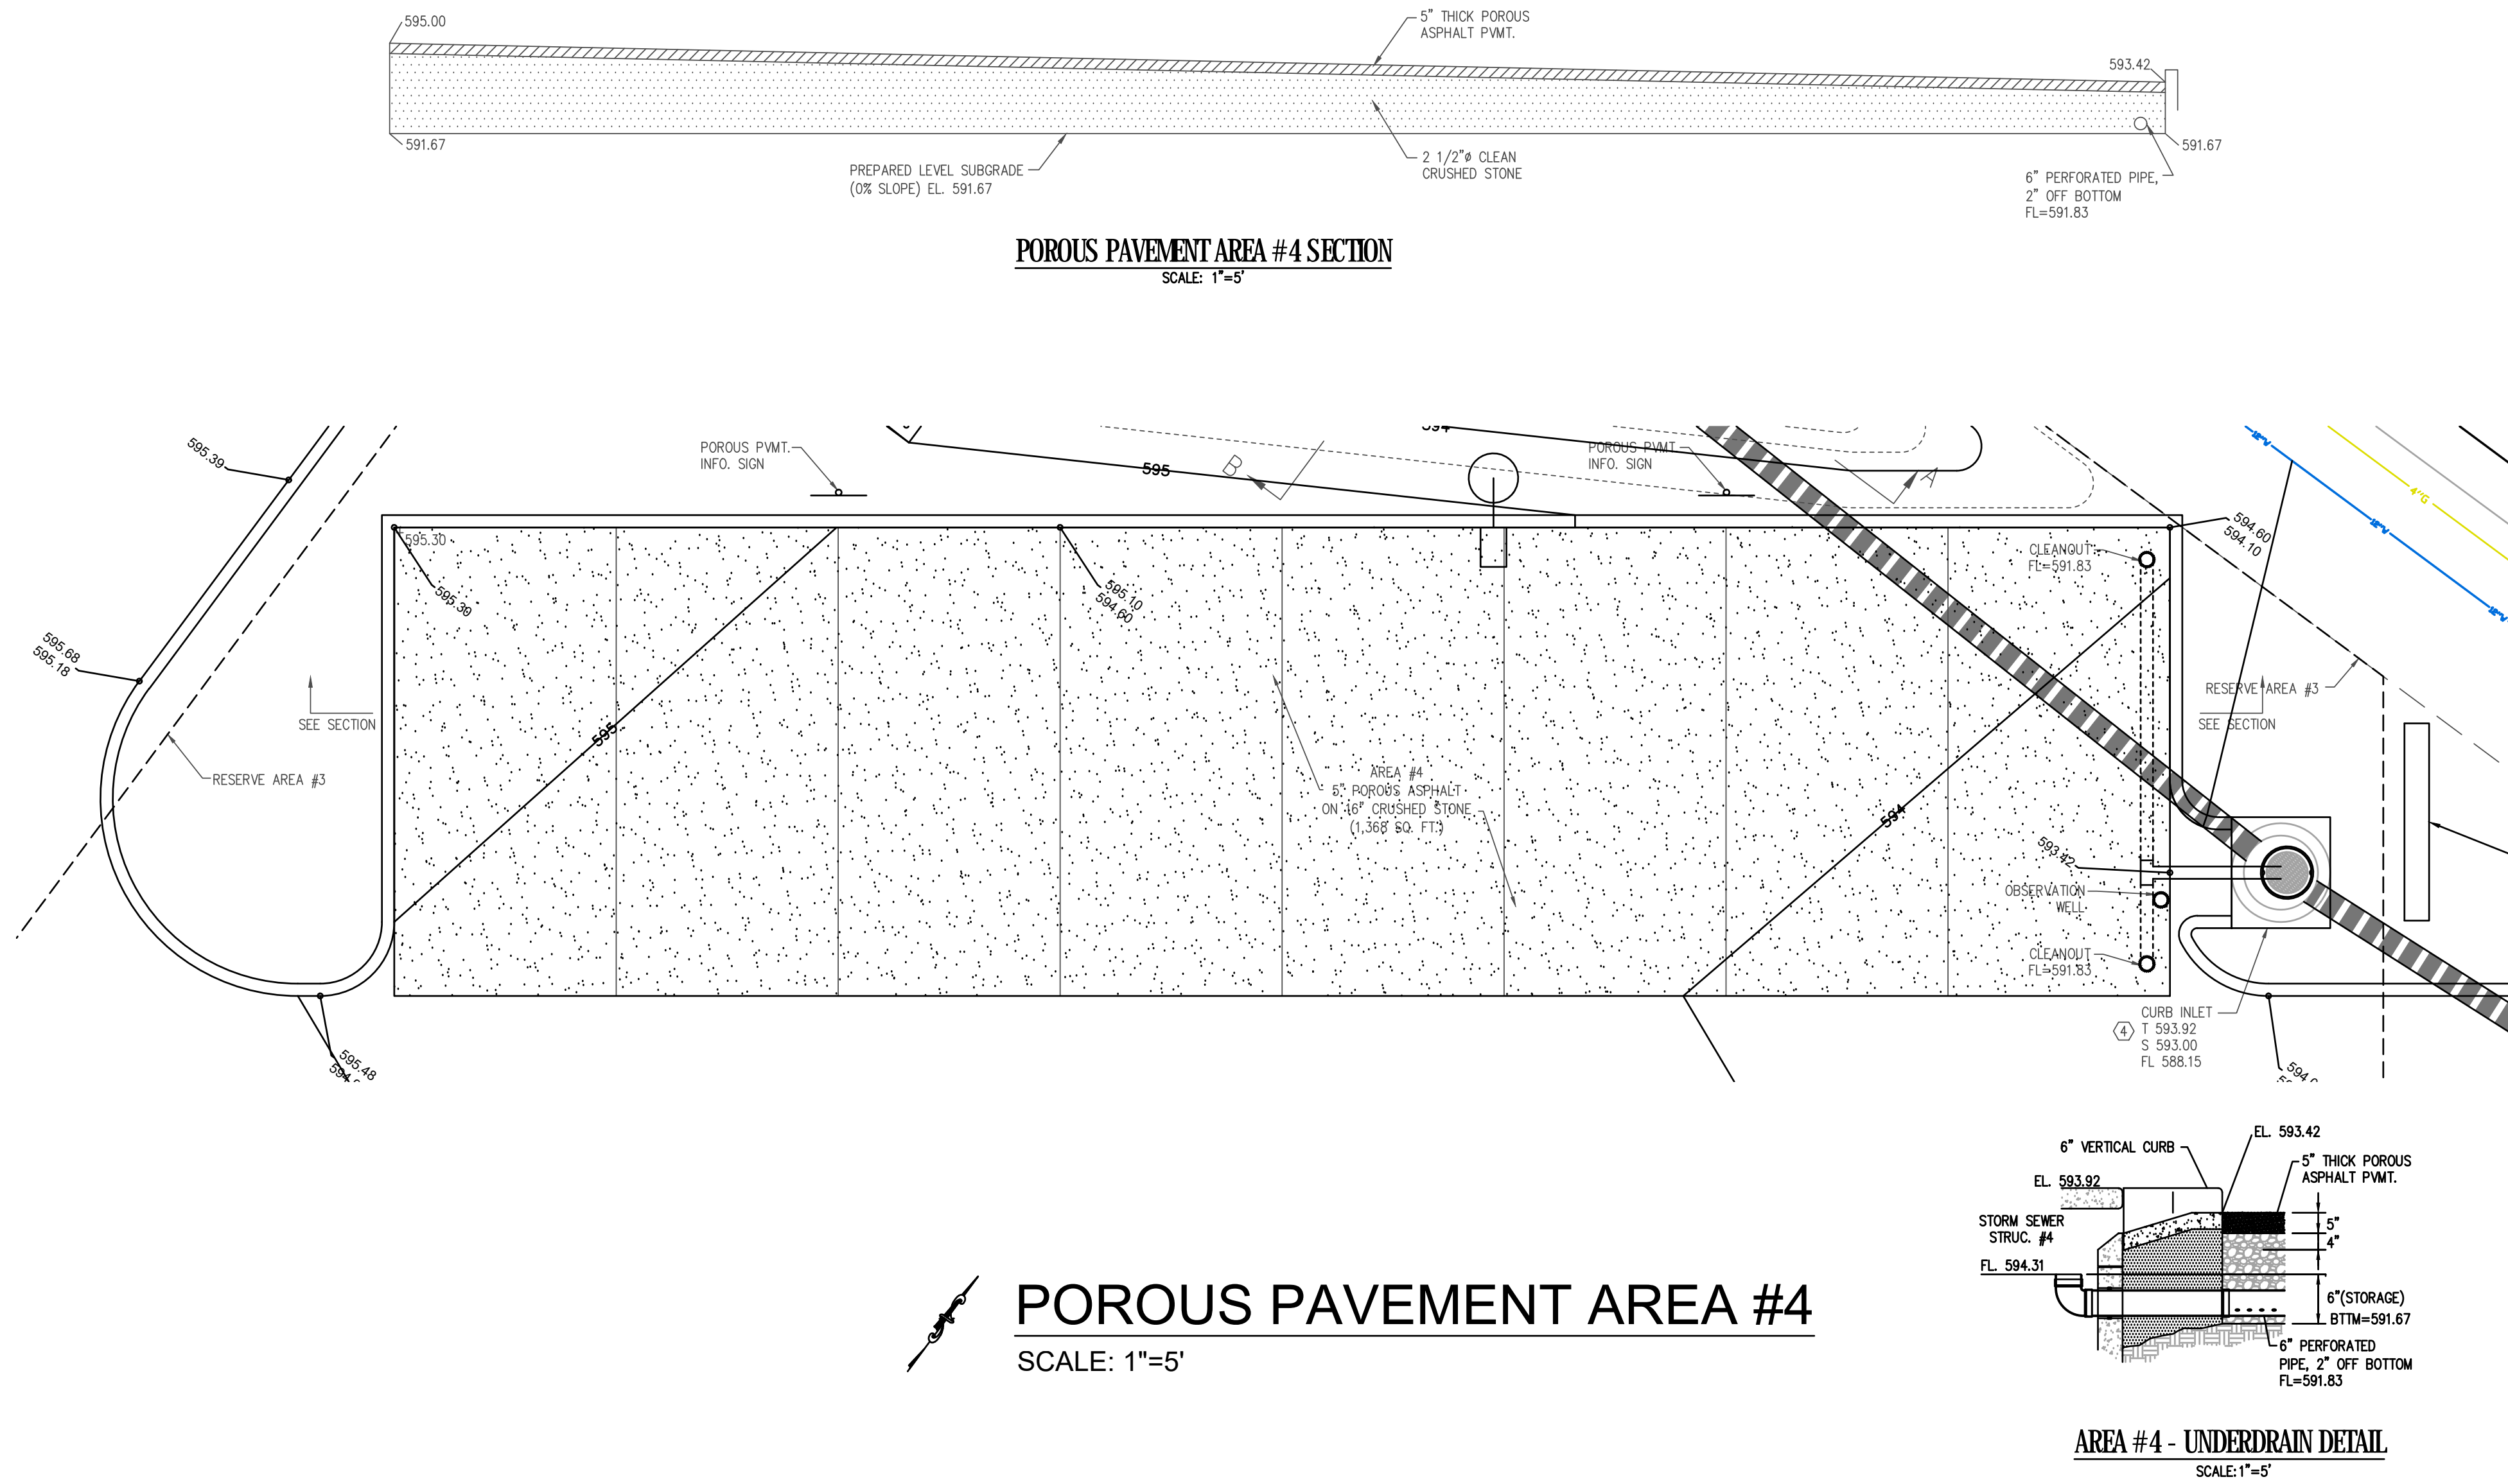 595.00
5" THICK POROUS
ASPHALT PVMT.
593.42
591.67
591.67
PREPARED LEVEL SUBGRADE
(0% SLOPE) EL. 591.67
2 1/2"ø CLEAN
CRUSHED STONE
6" PERFORATED PIPE,
2" OFF BOTTOM
FL=591.83
POROUS PAVEMENT AREA #4 SECTION
SCALE: 1"=5'
595.39
POROUS PVMT.
INFO. SIGN
595
B
POROUS PVMT.
INFO. SIGN
A
12"W
4"G
12"W
12"W
595.30
595.30
595.10
594.60
CLEANOUT
FL=591.83
594.60
594.10
595.68
595.18
SEE SECTION
595
RESERVE AREA #3
RESERVE AREA #3
SEE SECTION
AREA #4
5" POROUS ASPHALT
ON 16" CRUSHED STONE
(1,368 SQ. FT.)
594
593.42
OBSERVATION
WELL
CLEANOUT
FL=591.83
CURB INLET
4
T 593.92
S 593.00
FL 588.15
595.48
EL. 593.42
6" VERTICAL CURB
5" THICK POROUS
ASPHALT PVMT.
EL. 593.92
STORM SEWER
STRUC. #4
5"
4"
FL. 594.31
6"(STORAGE)
BTTM=591.67
6" PERFORATED
PIPE, 2" OFF BOTTOM
FL=591.83
POROUS PAVEMENT AREA #4
SCALE: 1"=5'
AREA #4 - UNDERDRAIN DETAIL
SCALE:1"=5'